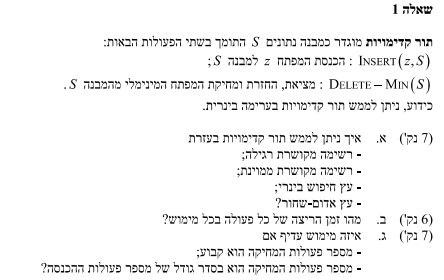 שאלה 1
תור קדימויות מוגדר כמבנה נתונים S התומך בשתי הפעולות הבאות:
INSERT(z,S) : הכנסת המפתח z למבנה S ;
DELETE – MIN(S) : מציאת, החזרת ומחיקת המפתח המינימלי מהמבנה S .
כידוע, ניתן לממש תור קדימויות בערימה בינרית.
(7 נק') א. איך ניתן לממש תור קדימויות בעזרת
- רשימה מקושרת רגילה;
- רשימה מקושרת ממוינת;
- עץ חיפוש בינרי;
- עץ אדום-שחור?
(6 נק') ב. מהו זמן הריצה של כל פעולה בכל מימוש?
(7 נק') ג. איזה מימוש עדיף אם
- מספר פעולות המחיקה הוא קבוע;
- מספר פעולות המחיקה הוא בסדר גודל של מספר פעולות ההכנסה?